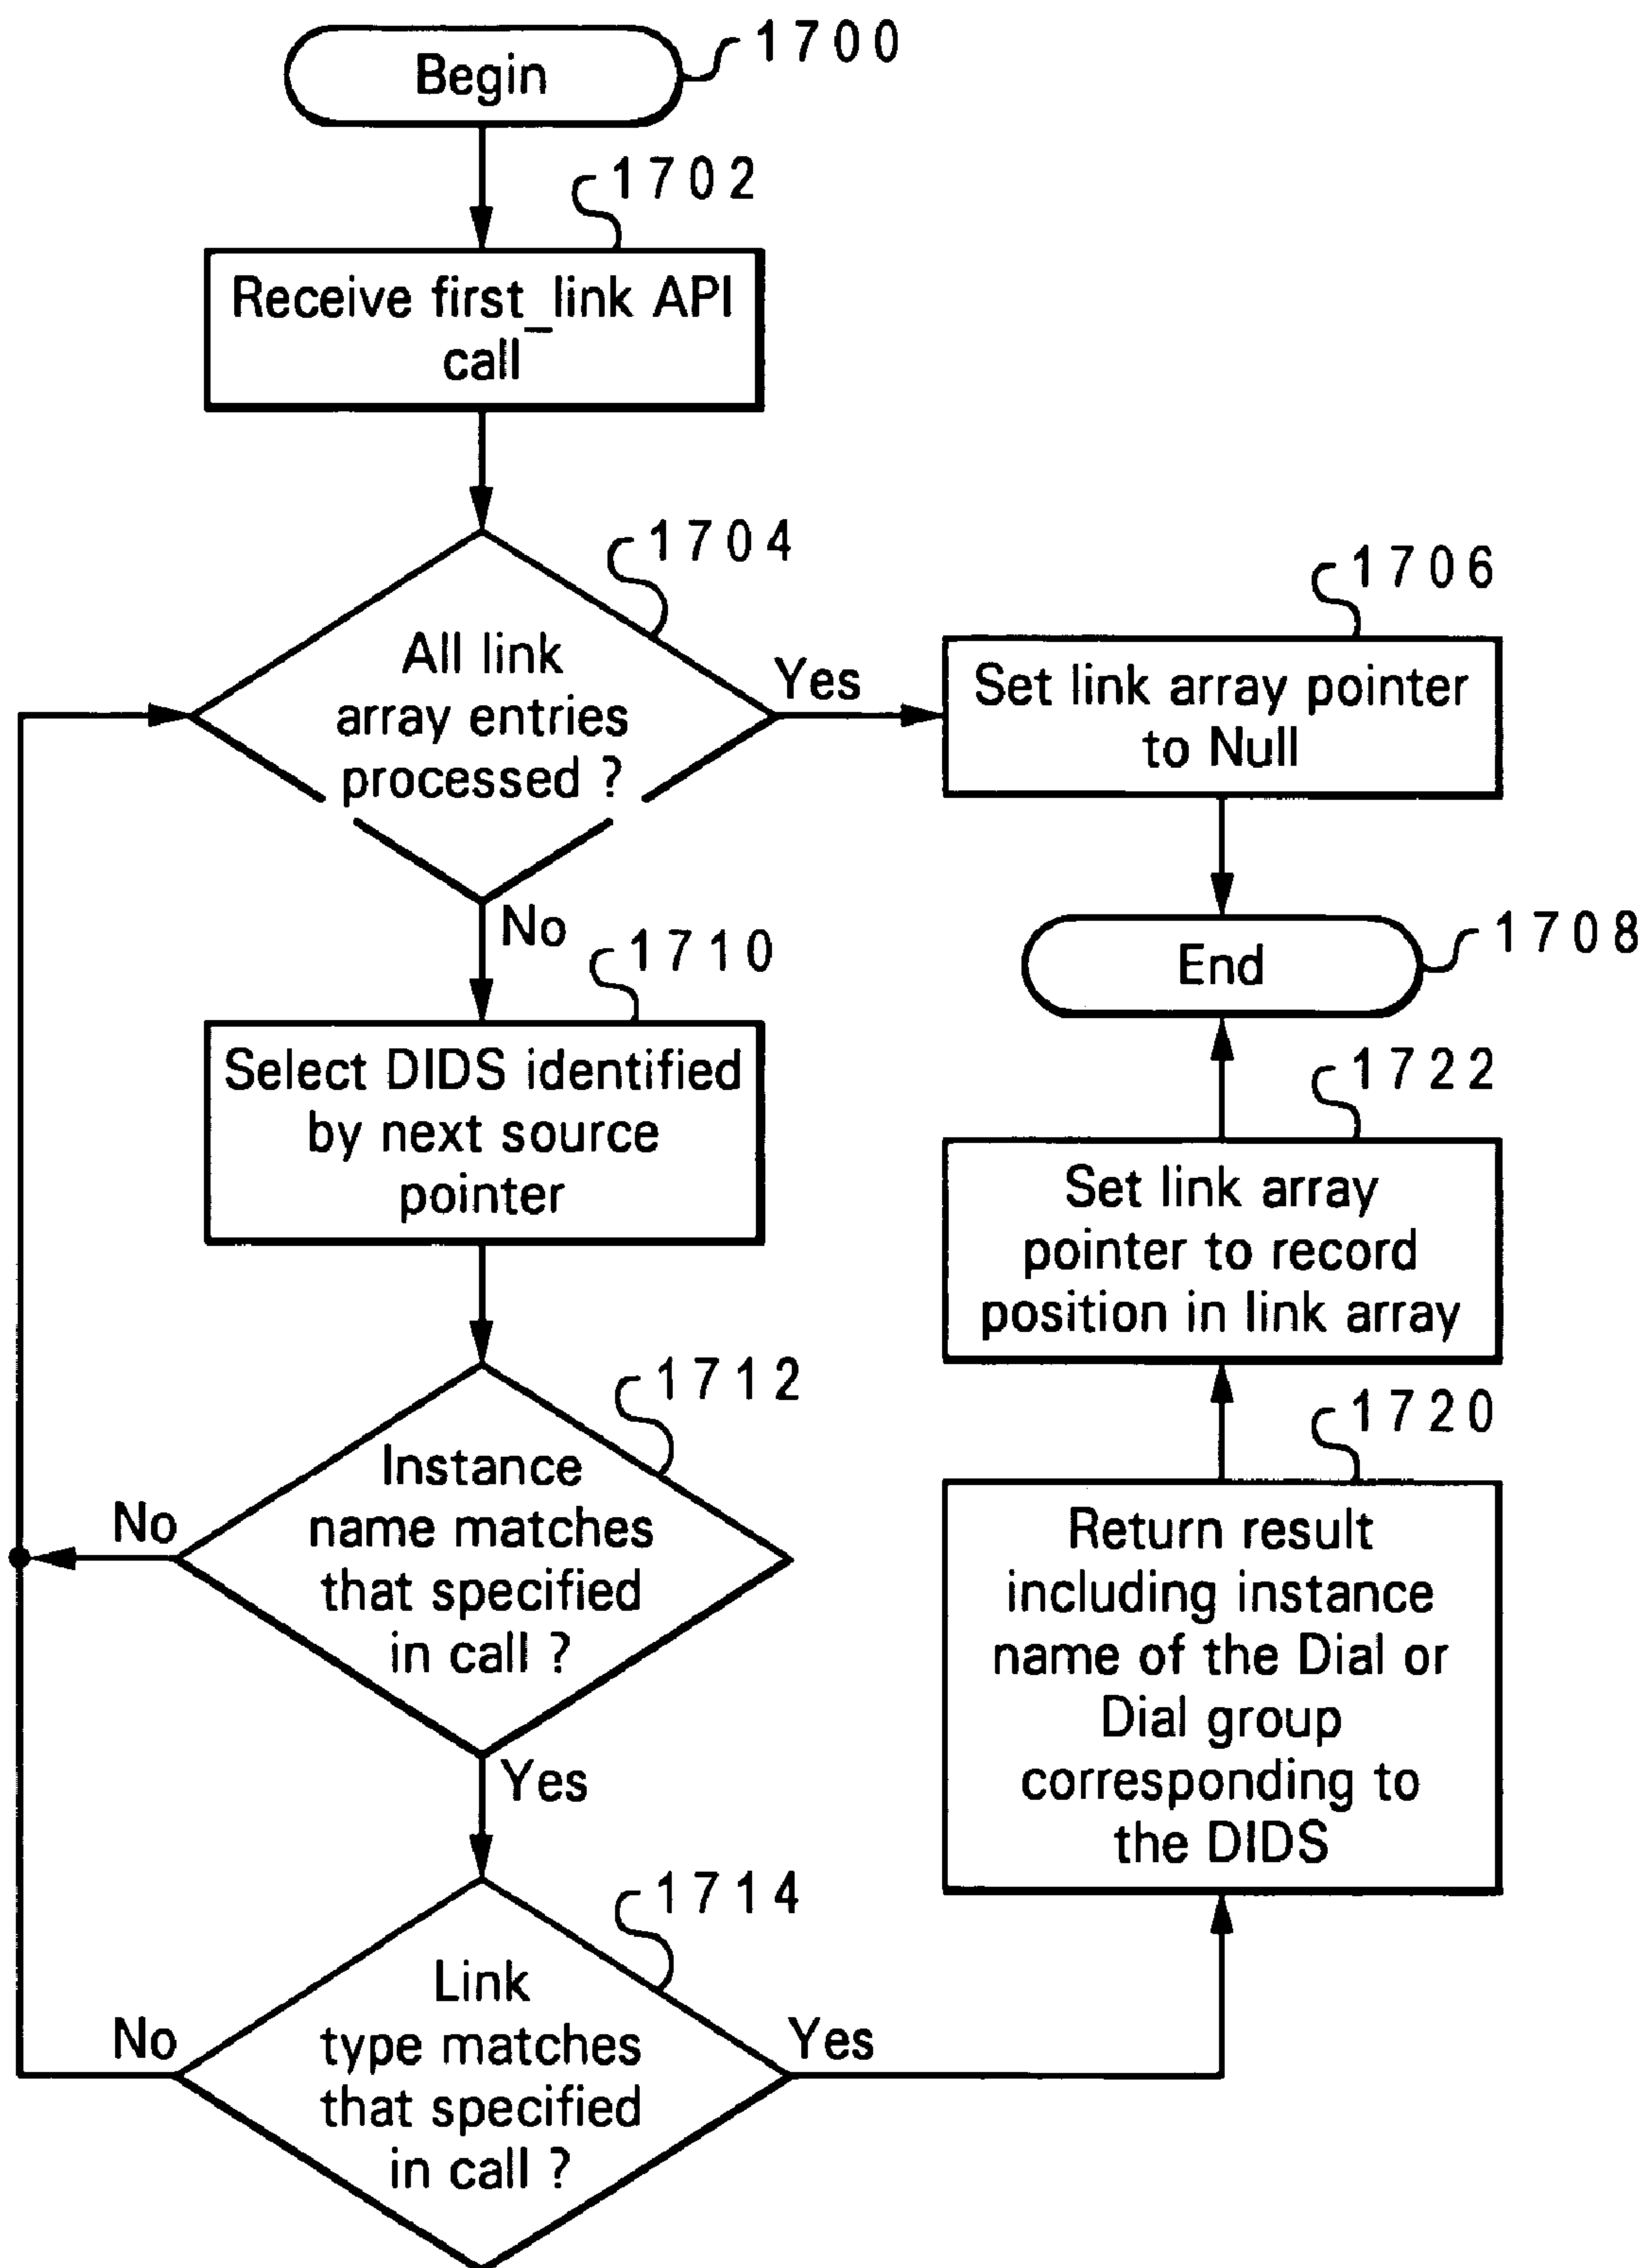 Begin
1700
1702
Receive first_link API
call
1704
All link
array entries
processed ?
Yes
1706
Set link array pointer
to Null
No
1708
End
1710
Select DIDS identified
by next source
pointer
1712
Instance
name matches
that specified
in call ?
No
Yes
1714
Link
type matches
that specified
in call ?
No
Yes
1720
Return result
including instance
name of the Dial or
Dial group
corresponding to
the DIDS
1722
Set link array
pointer to record
position in link array